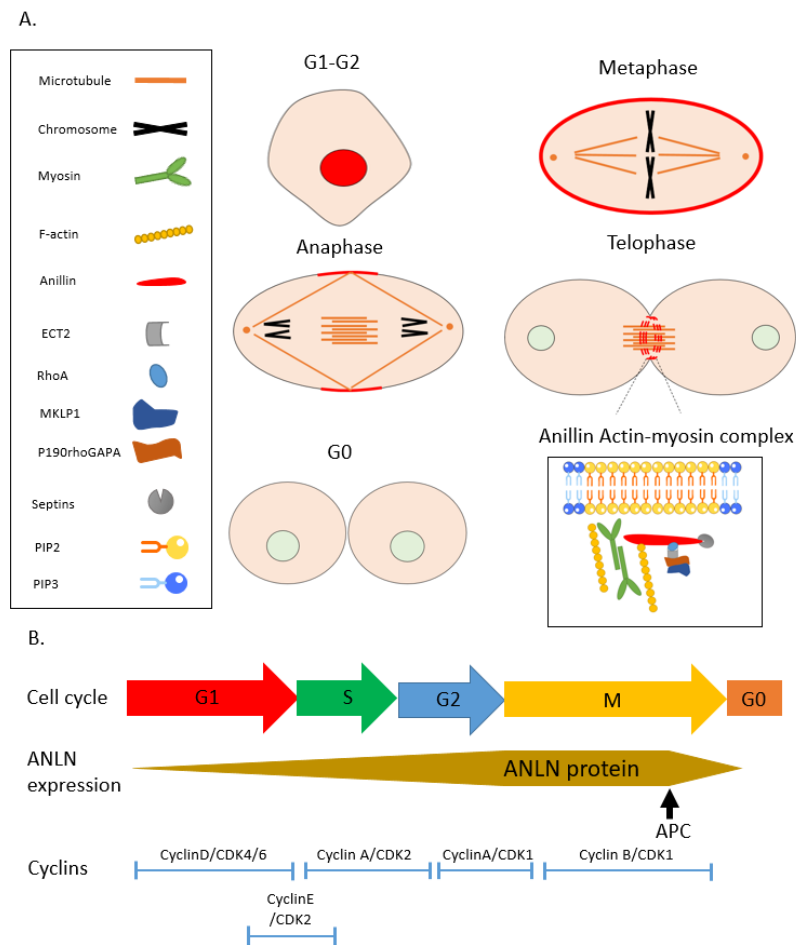 A.
Microtubule
Chromosome
Myosin
F-actin
Anillin
ECT2
RhoA
MKLP1
P190rhoGAPA
Septins
PIP2
PIP3
G1-G2
Metaphase
Anaphase
Telophase
G0
Anillin Actin-myosin complex
B.
Cell cycle
G1
S
G2
M
G0
ANLN
expression
ANLN protein
APC
Cyclins
CyclinD/CDK4/6
Cyclin A/CDK2
CyclinA/CDK1
Cyclin B/CDK1
CyclinE
/CDK2